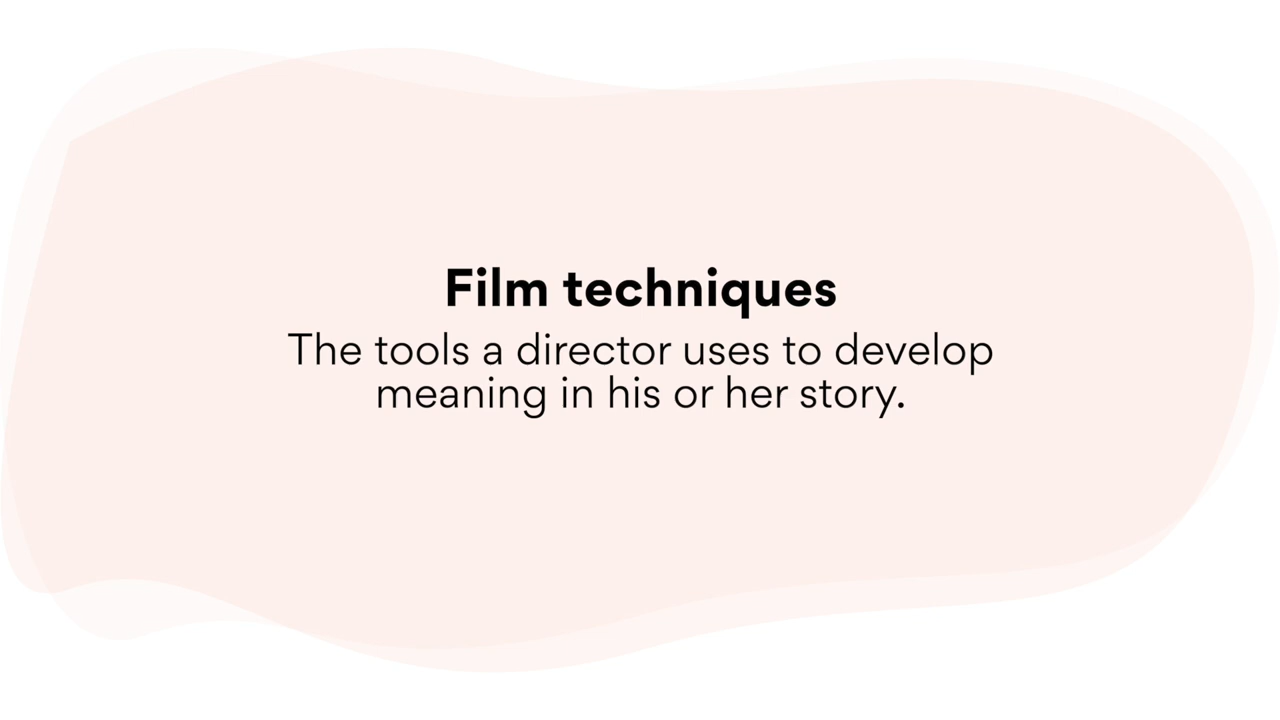 Film techniques
The tools a director uses to develop
meaning in his or her story.